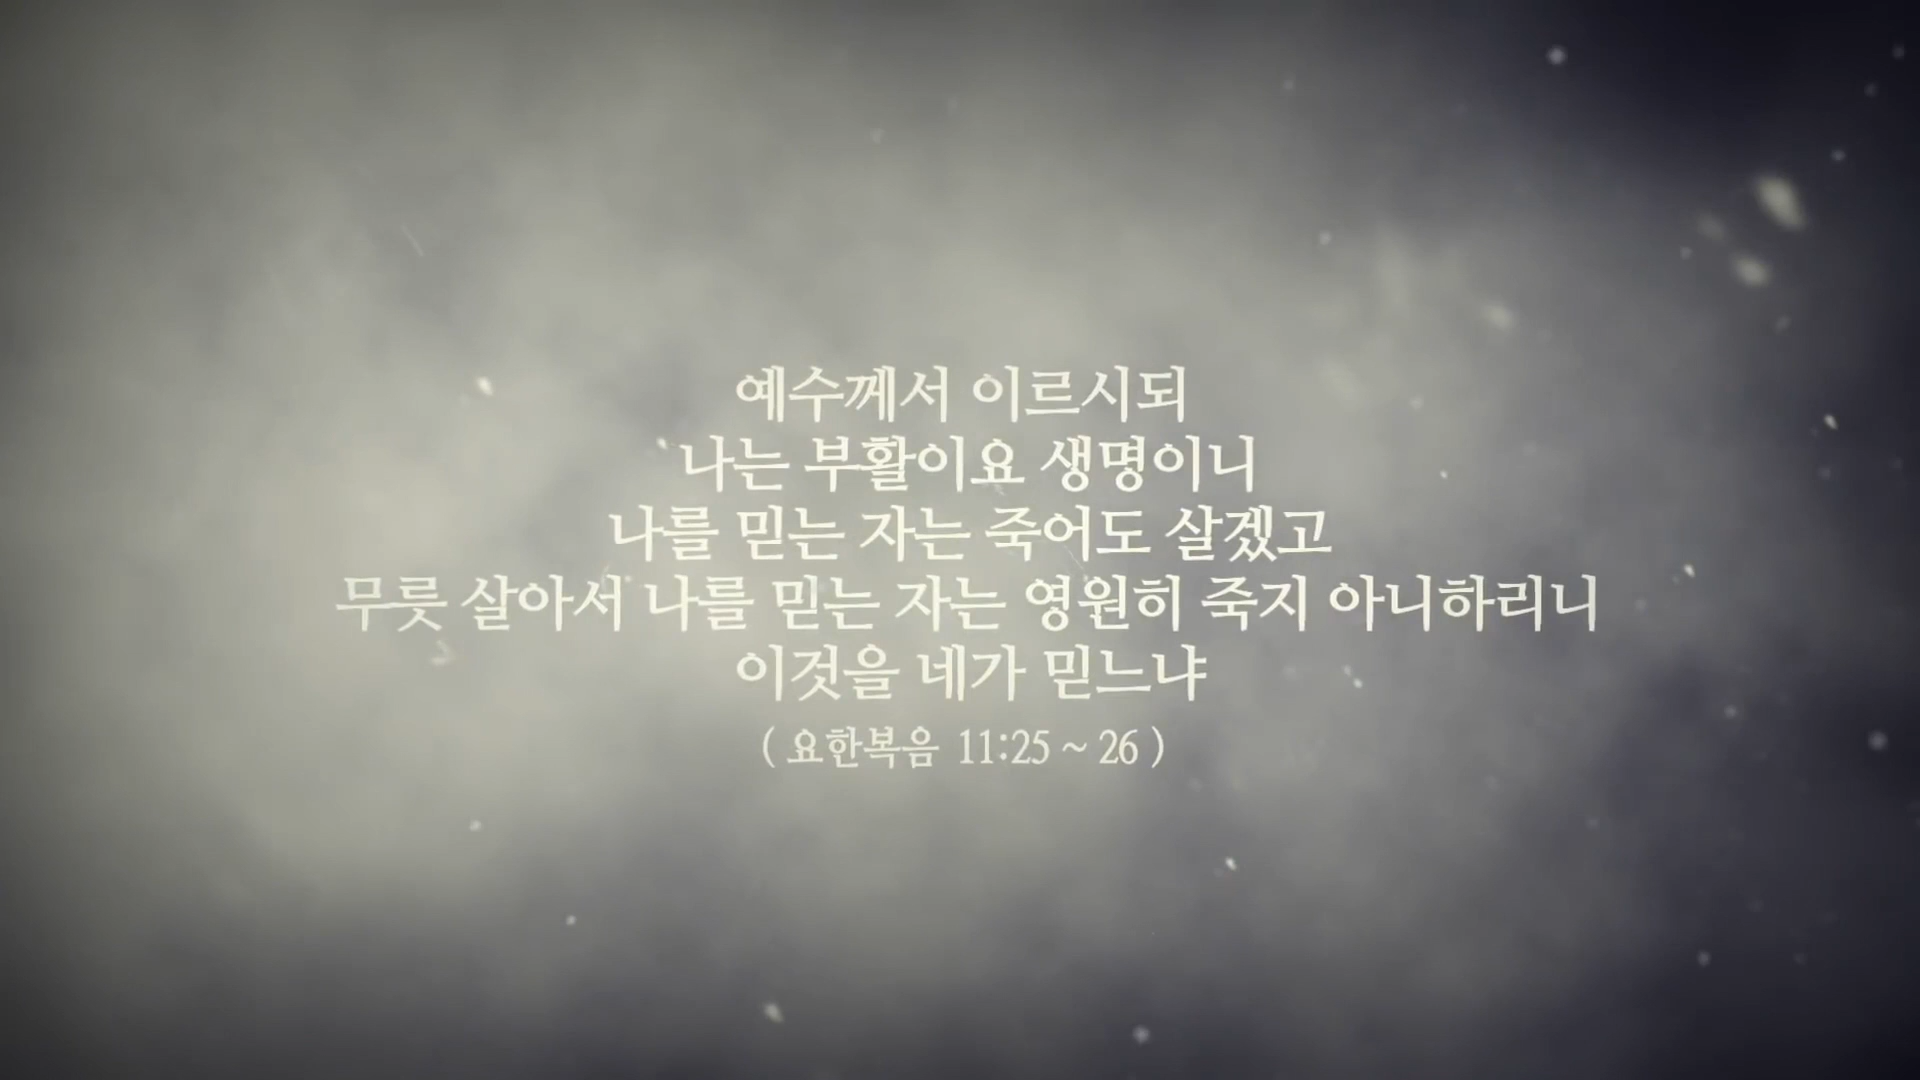 예수께서 이르시되
나는 부활이요 생명이니
나를 믿는 자는 죽어도 살겠고
무릇 살아서 나를 믿는 자는 영원히 죽지 아니하리니
이것을 네가 믿느냐
( 요한복음 11:25 ~ 26 )